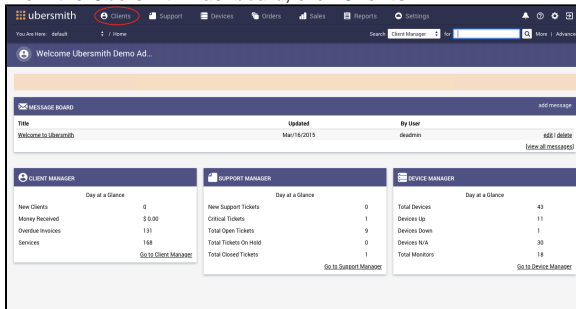 ubersmith Clients Support Devices Orders Sales Reports Settings
You Are Here: default / Home Search Client Manager for More | Advance
Welcome Ubersmith Demo Ad...
MESSAGE BOARD add message
Title Updated By User
Welcome to Ubersmith Mar/16/2015 deadmin edit | delete
[view all messages]
CLIENT MANAGER SUPPORT MANAGER DEVICE MANAGER
Day at a Glance Day at a Glance Day at a Glance
New Clients 0 New Support Tickets 0 Total Devices 43
Money Received $ 0.00 Critical Tickets 1 Devices Up 11
Overdue Invoices 131 Total Open Tickets 9 Devices Down 1
Services 168 Total Tickets On Hold 0 Devices N/A 30
Go to Client Manager Total Closed Tickets 1 Total Monitors 18
Go to Support Manager Go to Device Manager